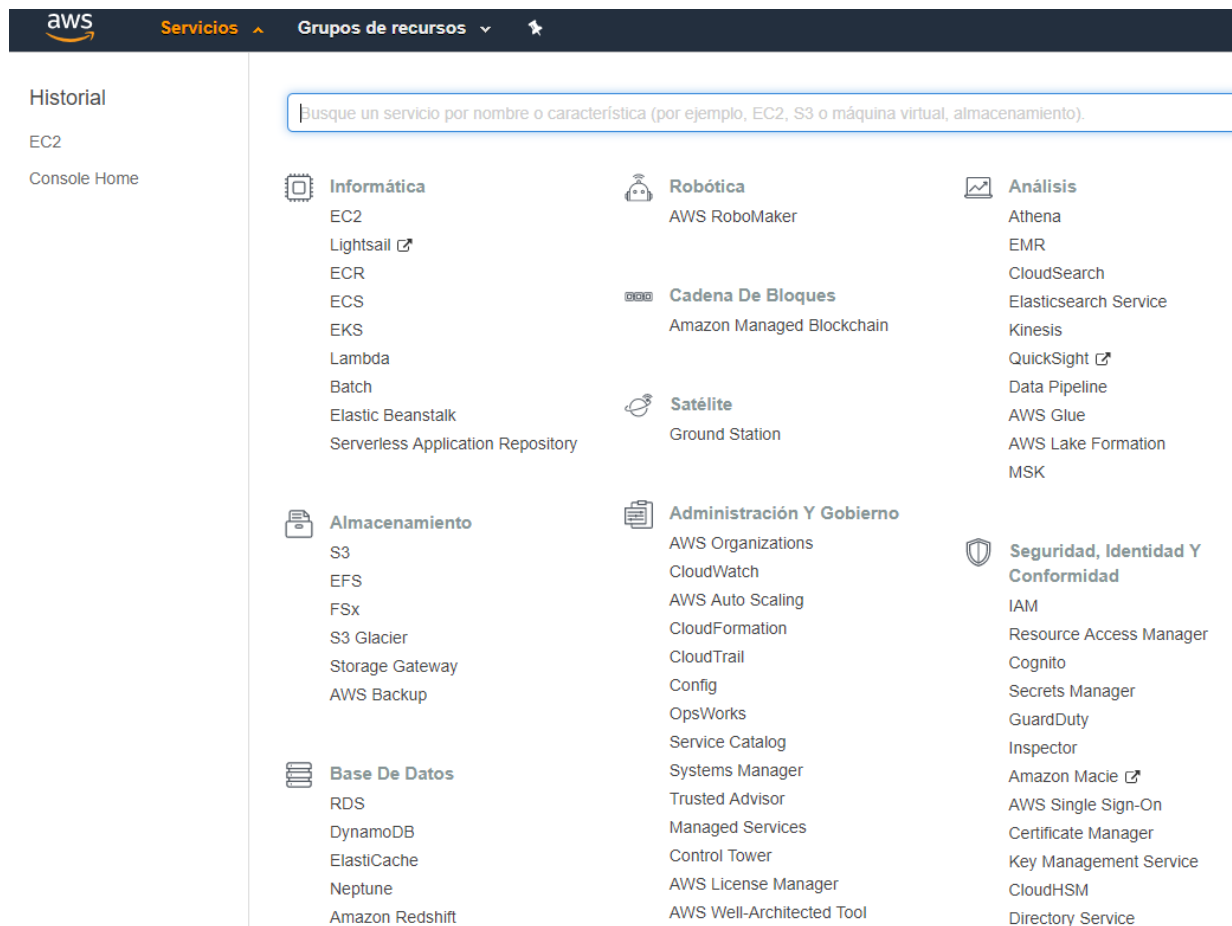 aws
Servicios
Grupos de recursos
Historial
EC2
Console Home
Busque un servicio por nombre o característica (por ejemplo, EC2, S3 o máquina virtual, almacenamiento).
Informática
EC2
Lightsail
ECR
ECS
EKS
Lambda
Batch
Elastic Beanstalk
Serverless Application Repository
Almacenamiento
S3
EFS
FSx
S3 Glacier
Storage Gateway
AWS Backup
Base De Datos
RDS
DynamoDB
ElastiCache
Neptune
Amazon Redshift
Robótica
AWS RoboMaker
Cadena De Bloques
Amazon Managed Blockchain
Satélite
Ground Station
Administración Y Gobierno
AWS Organizations
CloudWatch
AWS Auto Scaling
CloudFormation
CloudTrail
Config
OpsWorks
Service Catalog
Systems Manager
Trusted Advisor
Managed Services
Control Tower
AWS License Manager
AWS Well-Architected Tool
Análisis
Athena
EMR
CloudSearch
Elasticsearch Service
Kinesis
QuickSight
Data Pipeline
AWS Glue
AWS Lake Formation
MSK
Seguridad, Identidad Y
Conformidad
IAM
Resource Access Manager
Cognito
Secrets Manager
GuardDuty
Inspector
Amazon Macie
AWS Single Sign-On
Certificate Manager
Key Management Service
CloudHSM
Directory Service